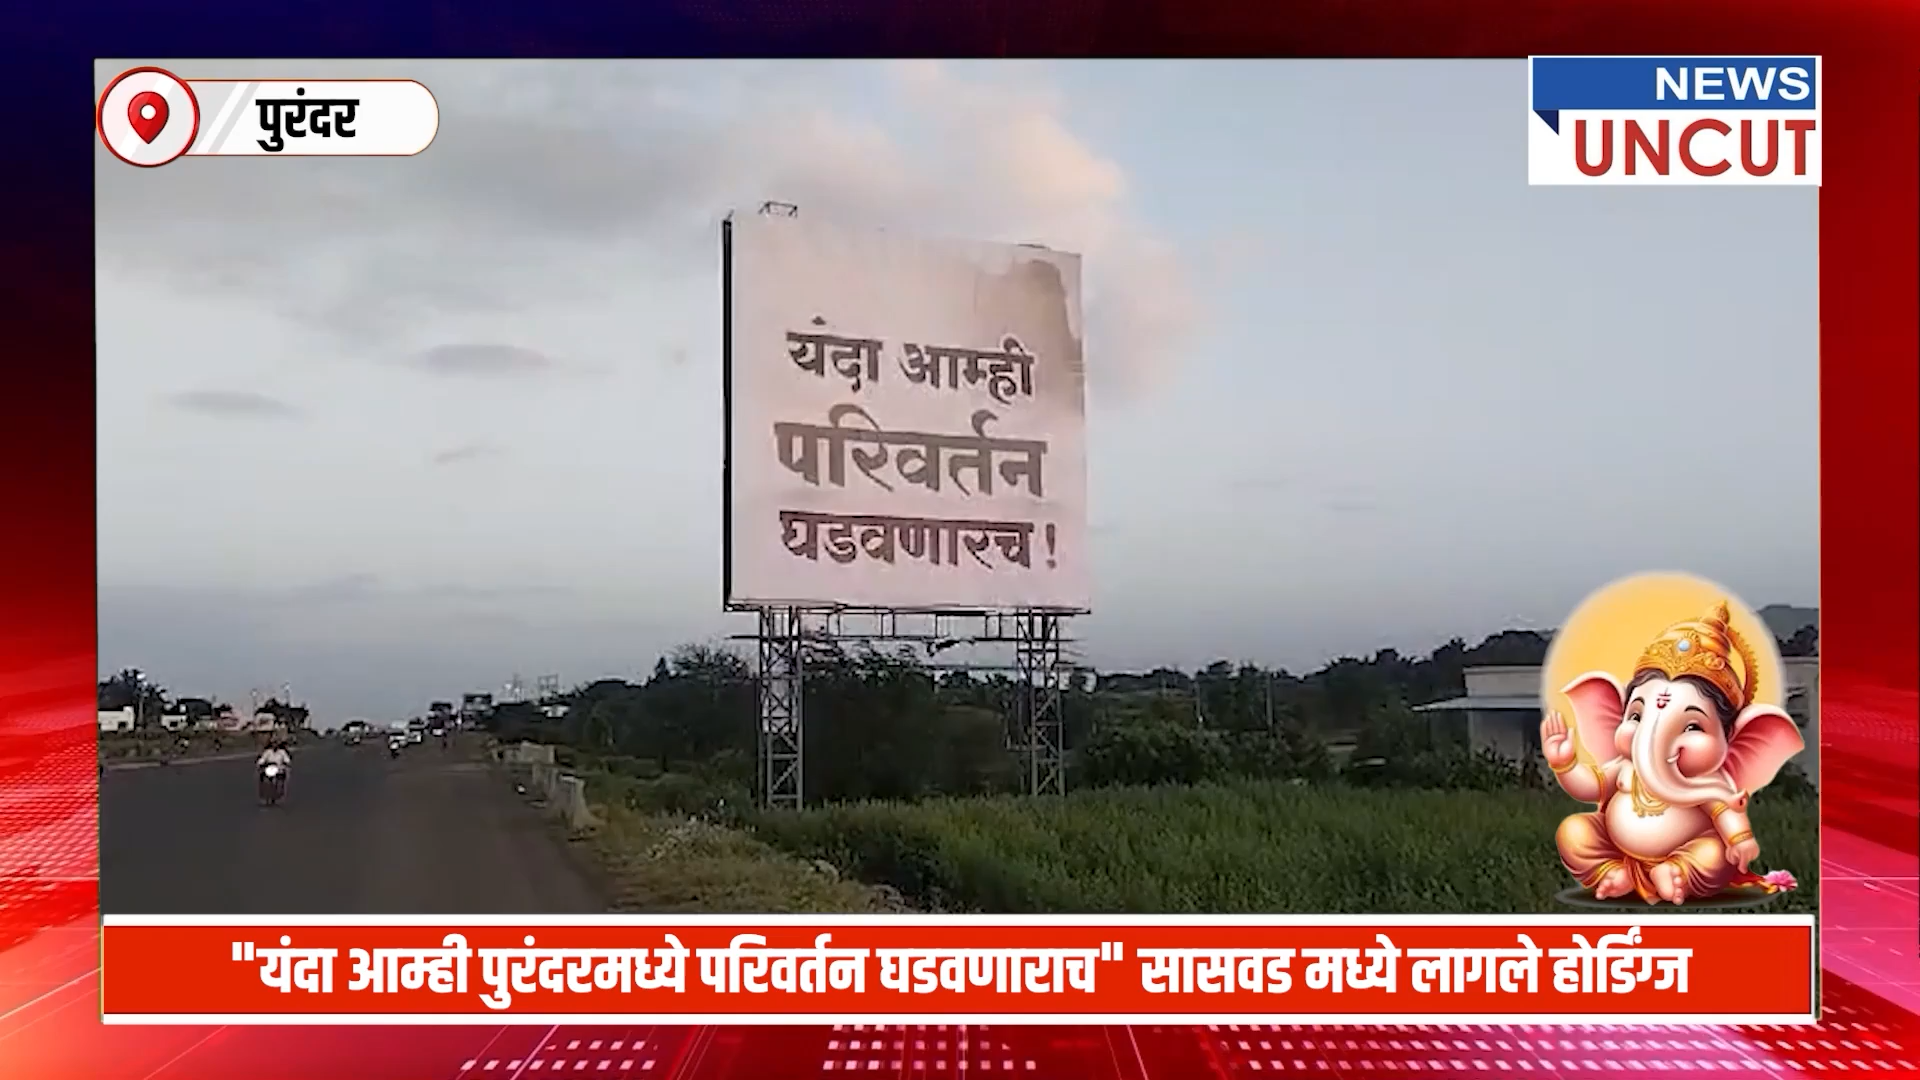 पुरंदर
NEWS
UNCUT
यंदा आम्ही
परिवर्तन
घडवणारच !
"यंदा आम्ही पुरंदरमध्ये परिवर्तन घडवणाराच" सासवड मध्ये लागले होर्डिंग्ज